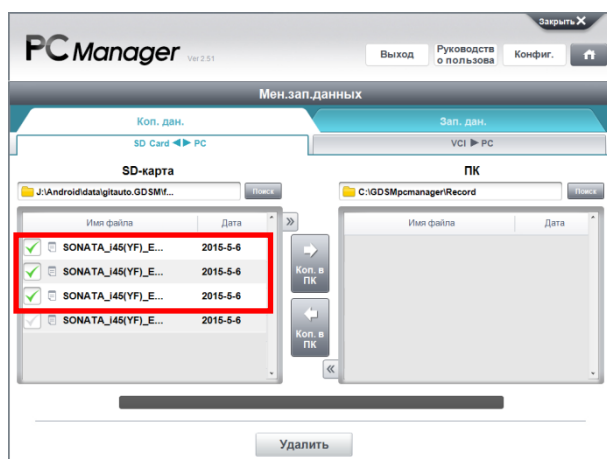 Закрыть X
PC Manager Ver 2.51
Выход
Руководств
о пользова
Конфиг.
Мен.зап.данных
Коп. дан.
Зап. дан.
SD Card ◀▶ PC
VCI ▶ PC
SD-карта
ПК
J:\Android\data\gitauto.GDSM\f...
Поиск
C:\GDSMpcmanager\Record
Поиск
Имя файла
Дата
Имя файла
Дата
SONATA_i45(YF)_E... 2015-5-6
SONATA_i45(YF)_E... 2015-5-6
SONATA_i45(YF)_E... 2015-5-6
SONATA_i45(YF)_E... 2015-5-6
Коп. в
ПК
Коп. в
ПК
Удалить